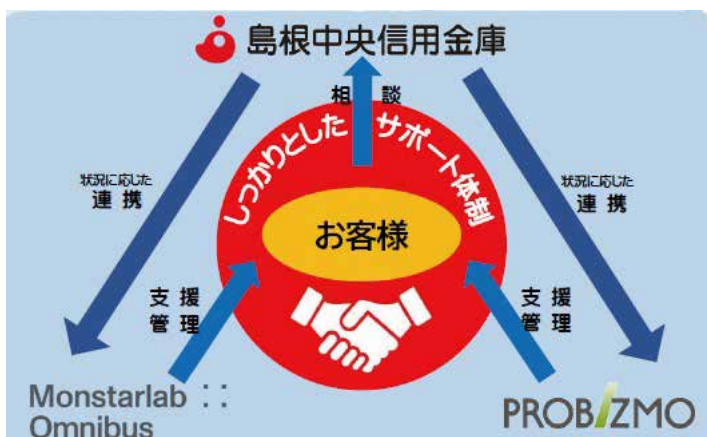 島根中央信用金庫
相談
しっかりとした サポート体制
状況に応じた
連携
状況に応じた
連携
お客様
支援
管理
支援
管理
Monstarlab
Omnibus
PROBIZMO